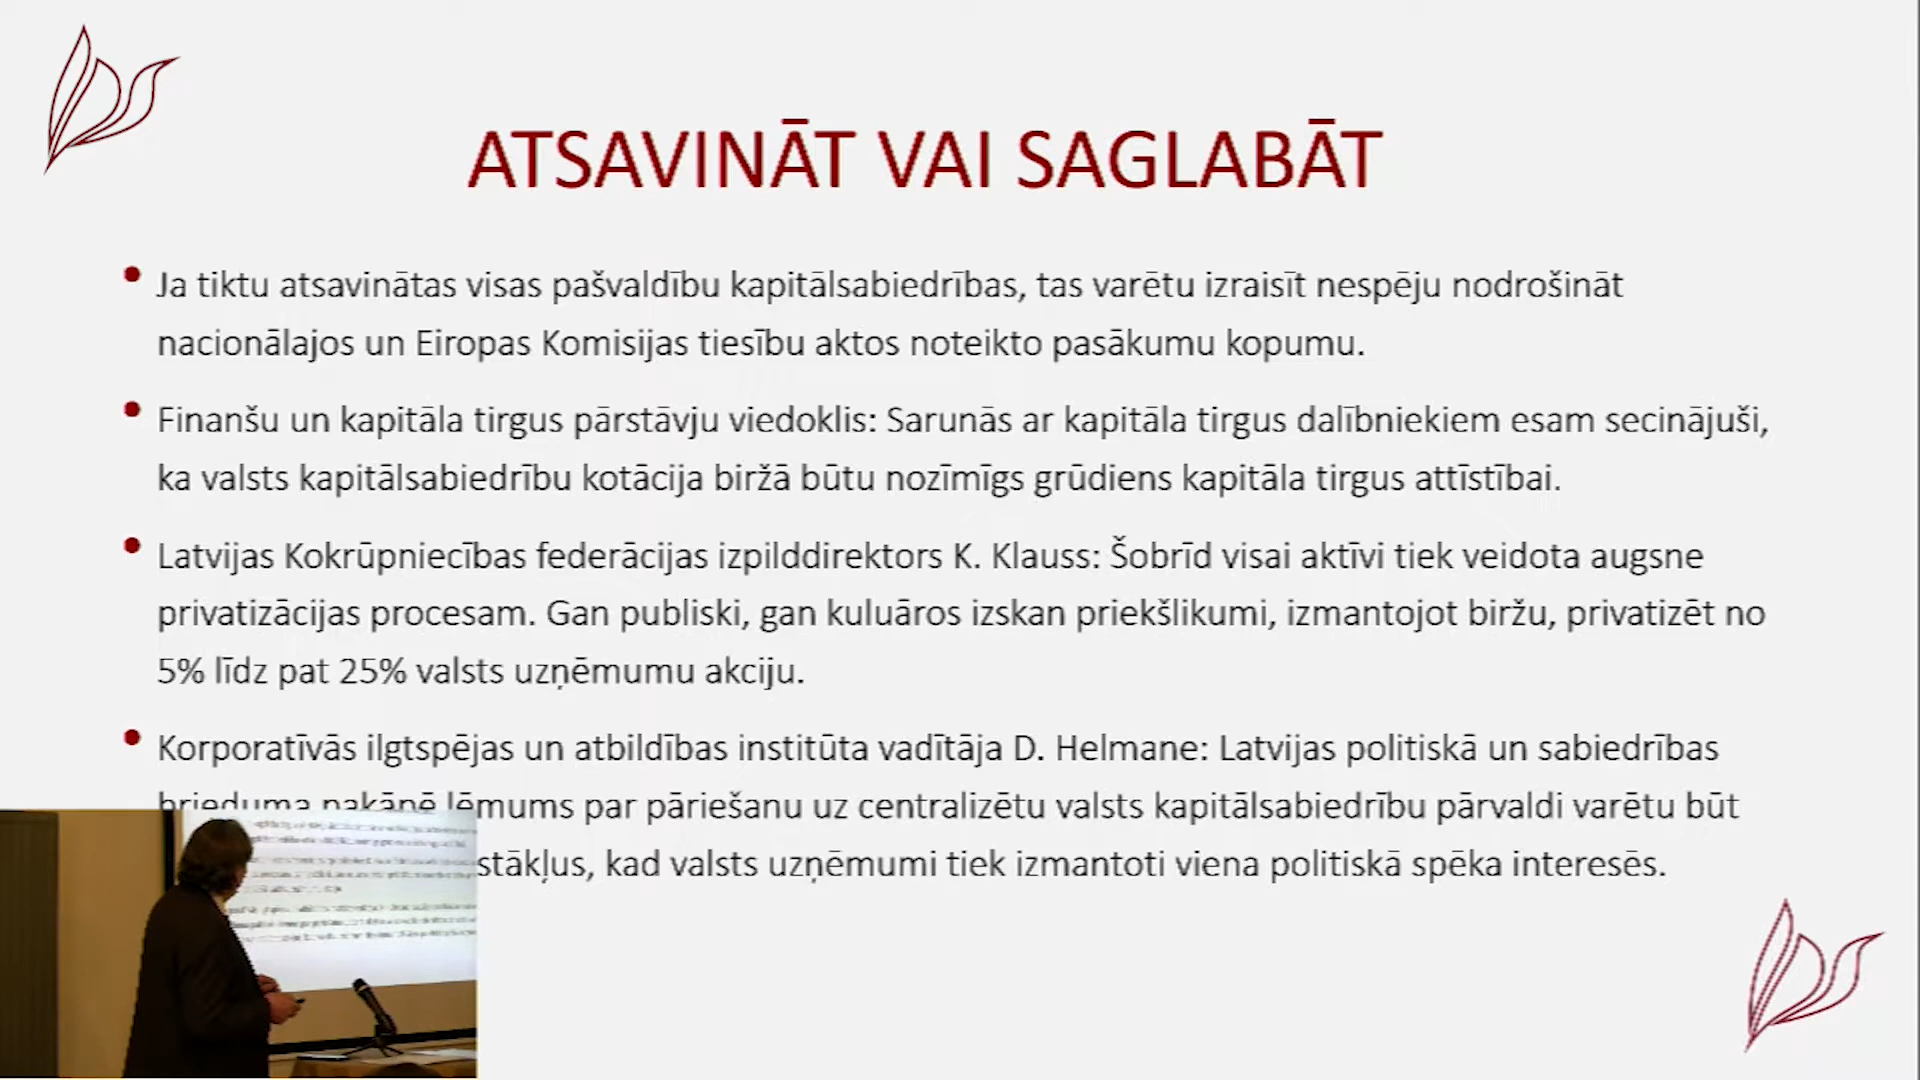 ATSAVINĀT VAI SAGLABĀT
Ja tiktu atsavinātas visas pašvaldību kapitālsabiedrības, tas varētu izraisīt nespēju nodrošināt
nacionālajos un Eiropas Komisijas tiesību aktos noteikto pasākumu kopumu.
Finanšu un kapitāla tirgus pārstāvju viedoklis: Sarunās ar kapitāla tirgus dalībniekiem esam secinājuši,
ka valsts kapitālsabiedrību kotācija biržā būtu nozīmīgs grūdiens kapitāla tirgus attīstībai.
Latvijas Kokrūpniecības federācijas izpilddirektors K. Klauss: Šobrīd visai aktīvi tiek veidota augsne
privatizācijas procesam. Gan publiski, gan kuluāros izskan priekšlikumi, izmantojot biržu, privatizēt no
5% līdz pat 25% valsts uzņēmumu akciju.
Korporatīvās ilgtspējas un atbildības institūta vadītāja D. Helmane: Latvijas politiskā un sabiedrības
brieduma pakāpē lēmums par pāriešanu uz centralizētu valsts kapitālsabiedrību pārvaldi varētu būt
stākļus, kad valsts uzņēmumi tiek izmantoti viena politiskā spēka interesēs.